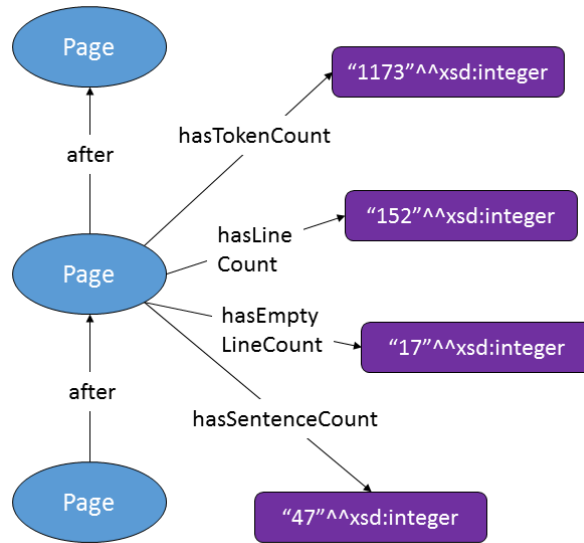 Page
"1173"^^xsd:integer
hasTokenCount
after
“152”^^xsd:integer
hasLine
Count
Page
hasEmpty
LineCount
“17”^^xsd:integer
after
hasSentenceCount
Page
“47”^^xsd:integer